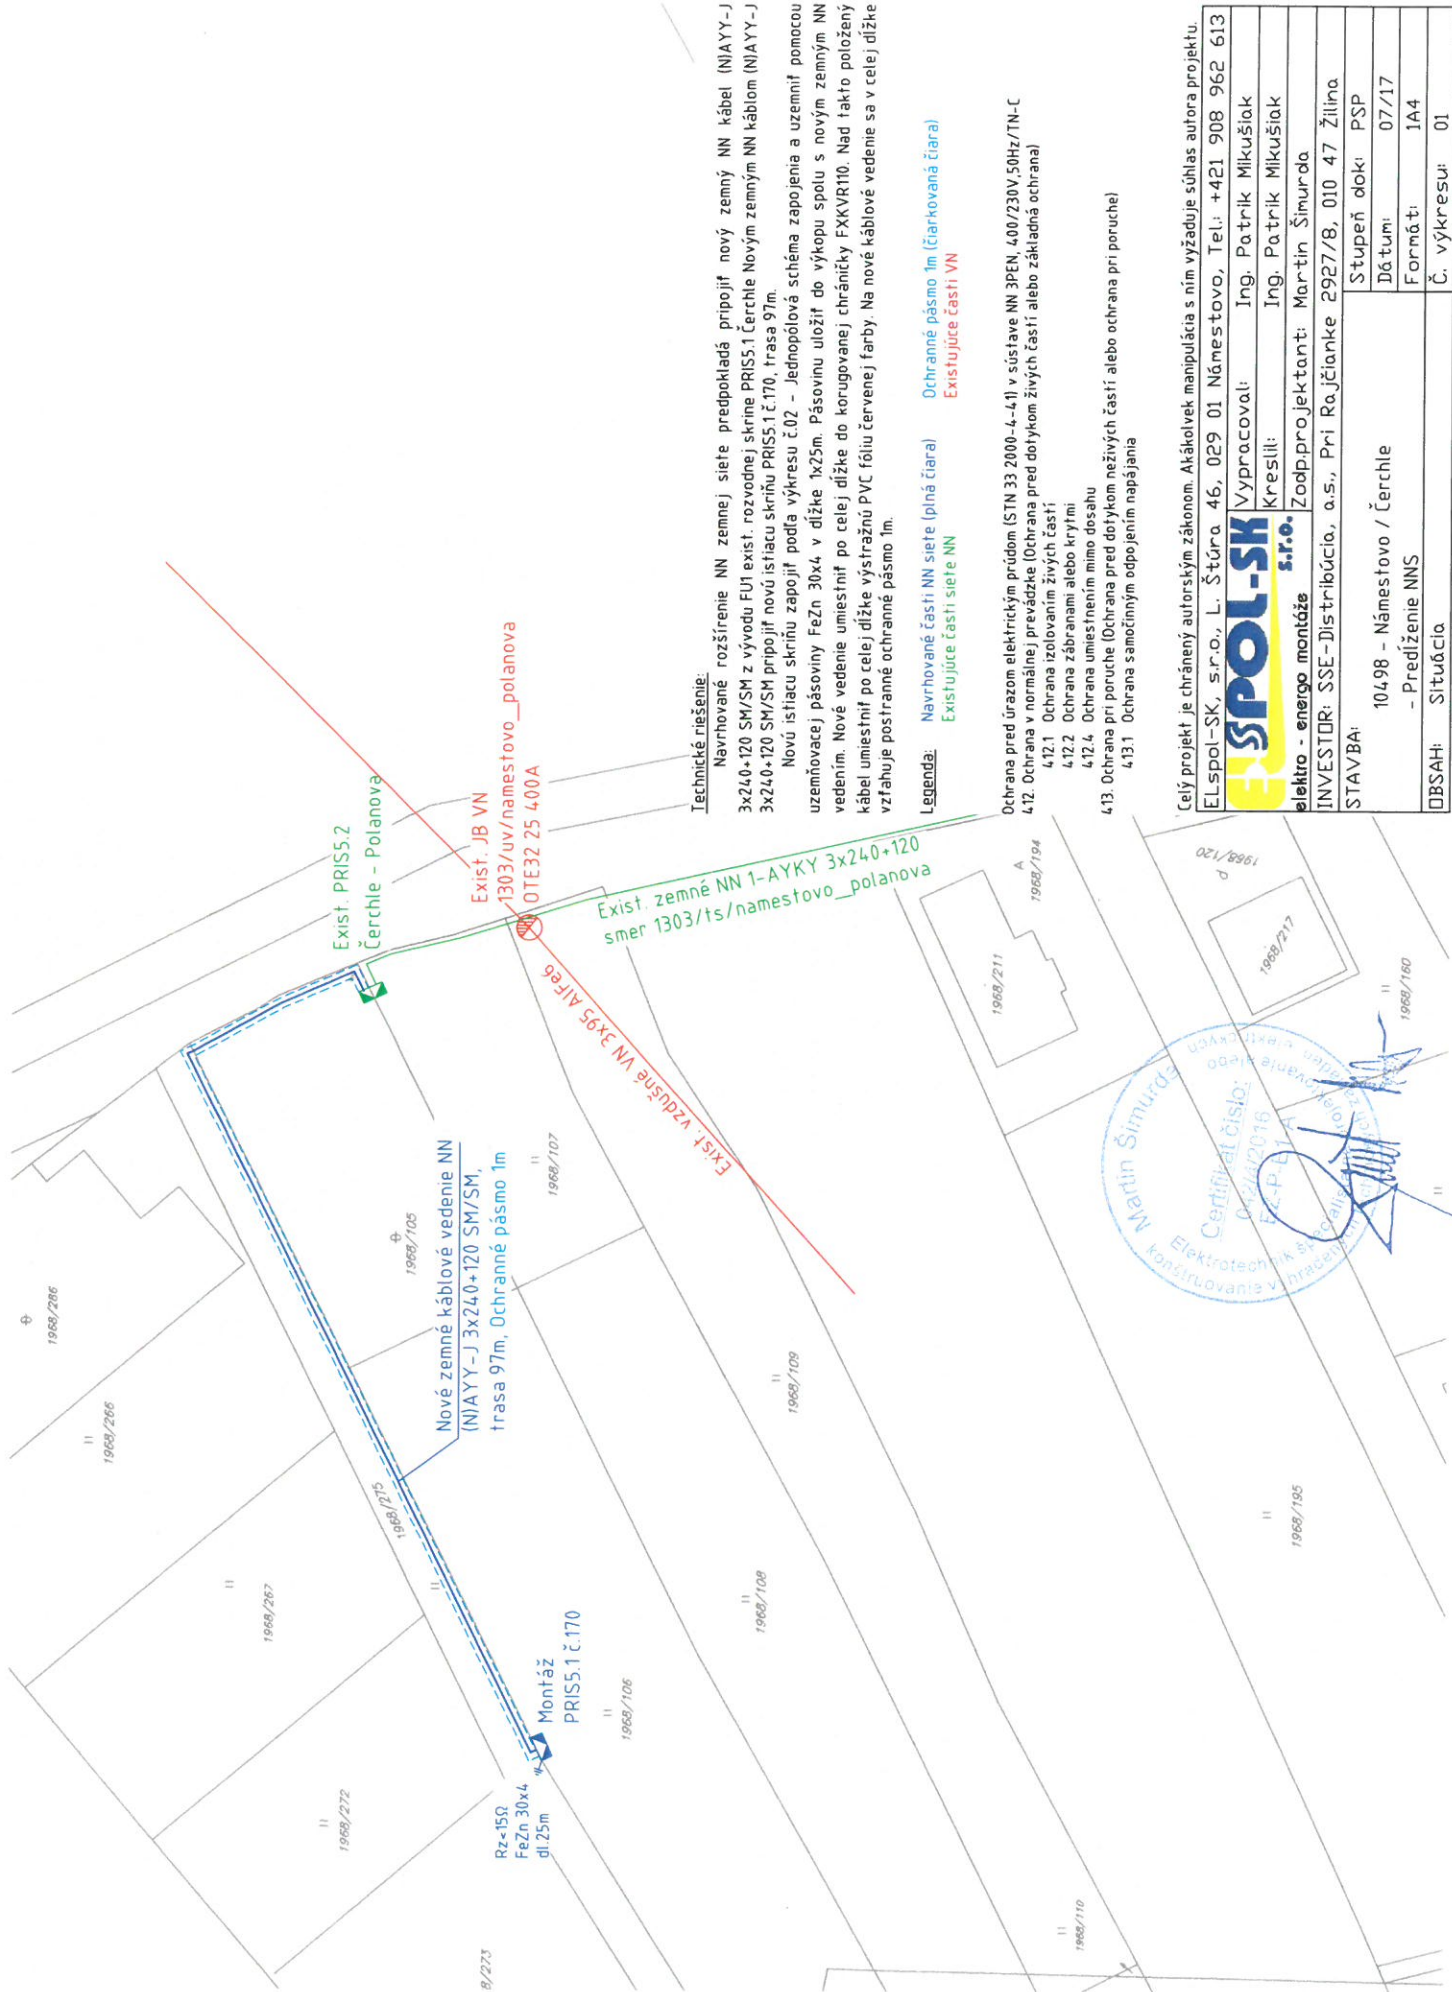 Exist. PRIS5.2
Čerchle - Polanova
Exist. JB VN
1303/uv/namestovo_polanova
OTE32 25 400A
Exist. zemné NN 1-AYKY 3x240+120
smer 1303/ts/namestovo_polanova
Exist. vzdušné VN 3x95 AlFe6
Nové zemné káblové vedenie NN
(N)AYY-J 3x240+120 SM/SM,
trasa 97m, Ochranné pásmo 1m
Montáž
PRIS5.1 č.170
Rz<15Ω
FeZn 30x4
dl.25m
1968/286
1968/266
1968/267
1968/272
8/273
1968/275
1968/105
1968/106
1968/107
1968/108
1968/109
1968/110
1968/195
1968/211
1968/194
A
1968/217
1968/120
P
1968/160
Technické riešenie:
Navrhované rozšírenie NN zemnej siete predpokladá pripojiť nový zemný NN kábel (N)AYY-J
3x240+120 SM/SM z vývodu FU1 exist. rozvodnej skrine PRIS5.1 Čerchle Novým zemným NN káblom (N)AYY-J
3x240+120 SM/SM pripojiť novú istiacu skriňu PRIS5.1 č.170, trasa 97m.
Novú istiacu skriňu zapojiť podľa výkresu č.02 - Jednopólová schéma zapojenia a uzemniť pomocou
uzemňovacej pásoviny FeZn 30x4 v dĺžke 1x25m. Pásovinu uložiť do výkopu spolu s novým zemným NN
vedením. Nové vedenie umiestniť po celej dĺžke do korugovanej chráničky FXKVR110. Nad takto položený
kábel umiestniť po celej dĺžke výstražnú PVC fóliu červenej farby. Na nové káblové vedenie sa v celej dĺžke
vzťahuje postranné ochranné pásmo 1m.
Legenda: Navrhované časti NN siete (plná čiara) Ochranné pásmo 1m (čiarkovaná čiara)
Existujúce časti siete NN Existujúce časti VN
Ochrana pred úrazom elektrickým prúdom (STN 33 2000-4-41) v sústave NN 3PEN, 400/230V,50Hz/TN-C
412. Ochrana v normálnej prevádzke (Ochrana pred dotykom živých častí alebo základná ochrana)
412.1 Ochrana izolovaním živých častí
412.2 Ochrana zábranami alebo krytmi
412.4 Ochrana umiestnením mimo dosahu
413. Ochrana pri poruche (Ochrana pred dotykom neživých častí alebo ochrana pri poruche)
413.1 Ochrana samočinným odpojením napájania
Martin Šimurda
Certifikát číslo:
Elektrotechnik špecialista
konštruovanie vyhradených
projektovanie alebo
elektrických
Celý projekt je chránený autorským zákonom. Akákoľvek manipulácia s ním vyžaduje súhlas autora projektu.
ELspol-SK, s.r.o., L. Štúra 46, 029 01 Námestovo, Tel.: +421 908 962 613
ELSPOL-SK
s.r.o.
elektro - energo montáže
Vypracoval: Ing. Patrik Mikušiak
Kreslil: Ing. Patrik Mikušiak
Zodp.projektant: Martin Šimurda
INVESTOR: SSE-Distribúcia, a.s., Pri Rajčianke 2927/8, 010 47 Žilina
STAVBA:
10498 - Námestovo / Čerchle
- Predĺženie NNS
Stupeň dok: PSP
Dátum: 07/17
Formát: 1A4
OBSAH: Situácia
Č. výkresu: 01